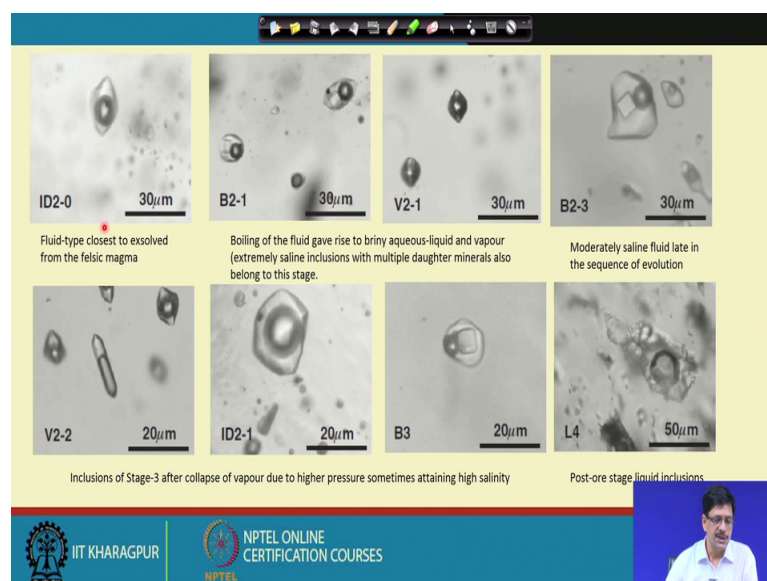 ID2-0
30µm
B2-1
30µm
V2-1
30µm
B2-3
30µm
Fluid-type closest to exsolved
from the felsic magma
Boiling of the fluid gave rise to briny aqueous-liquid and vapour
(extremely saline inclusions with multiple daughter minerals also
belong to this stage.
Moderately saline fluid late in
the sequence of evolution
V2-2
20µm
ID2-1
20µm
B3
20µm
L4
50µm
Inclusions of Stage-3 after collapse of vapour due to higher pressure sometimes attaining high salinity
Post-ore stage liquid inclusions
IIT KHARAGPUR
NPTEL
NPTEL ONLINE
CERTIFICATION COURSES